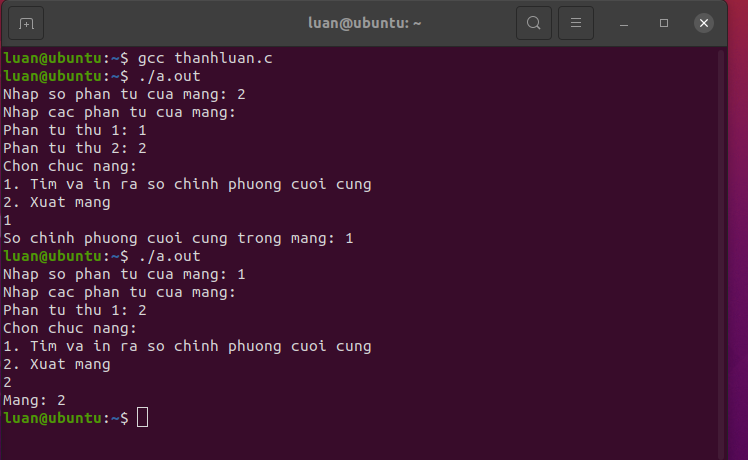 luan@ubuntu: ~
luan@ubuntu:~$ gcc thanhluan.c
luan@ubuntu:~$ ./a.out
Nhap so phan tu cua mang: 2
Nhap cac phan tu cua mang:
Phan tu thu 1: 1
Phan tu thu 2: 2
Chon chuc nang:
1. Tim va in ra so chinh phuong cuoi cung
2. Xuat mang
1
So chinh phuong cuoi cung trong mang: 1
luan@ubuntu:~$ ./a.out
Nhap so phan tu cua mang: 1
Nhap cac phan tu cua mang:
Phan tu thu 1: 2
Chon chuc nang:
1. Tim va in ra so chinh phuong cuoi cung
2. Xuat mang
2
Mang: 2
luan@ubuntu:~$